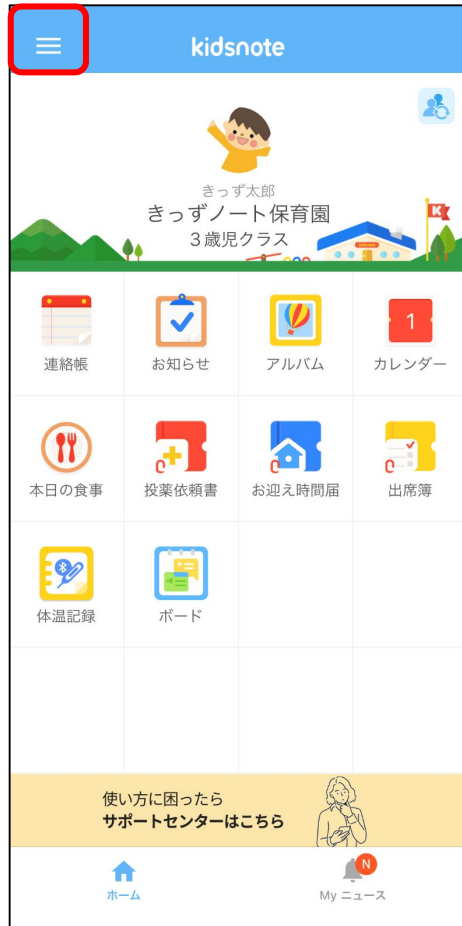 kidsnote
きっず太郎
きっずノート保育園
K
3歳児クラス
連絡帳
お知らせ
アルバム
1
カレンダー
本日の食事
投薬依頼書
お迎え時間届
出席簿
体温記録
ボード
使い方に困ったら
サポートセンターはこちら
N
ホーム
My ニュース